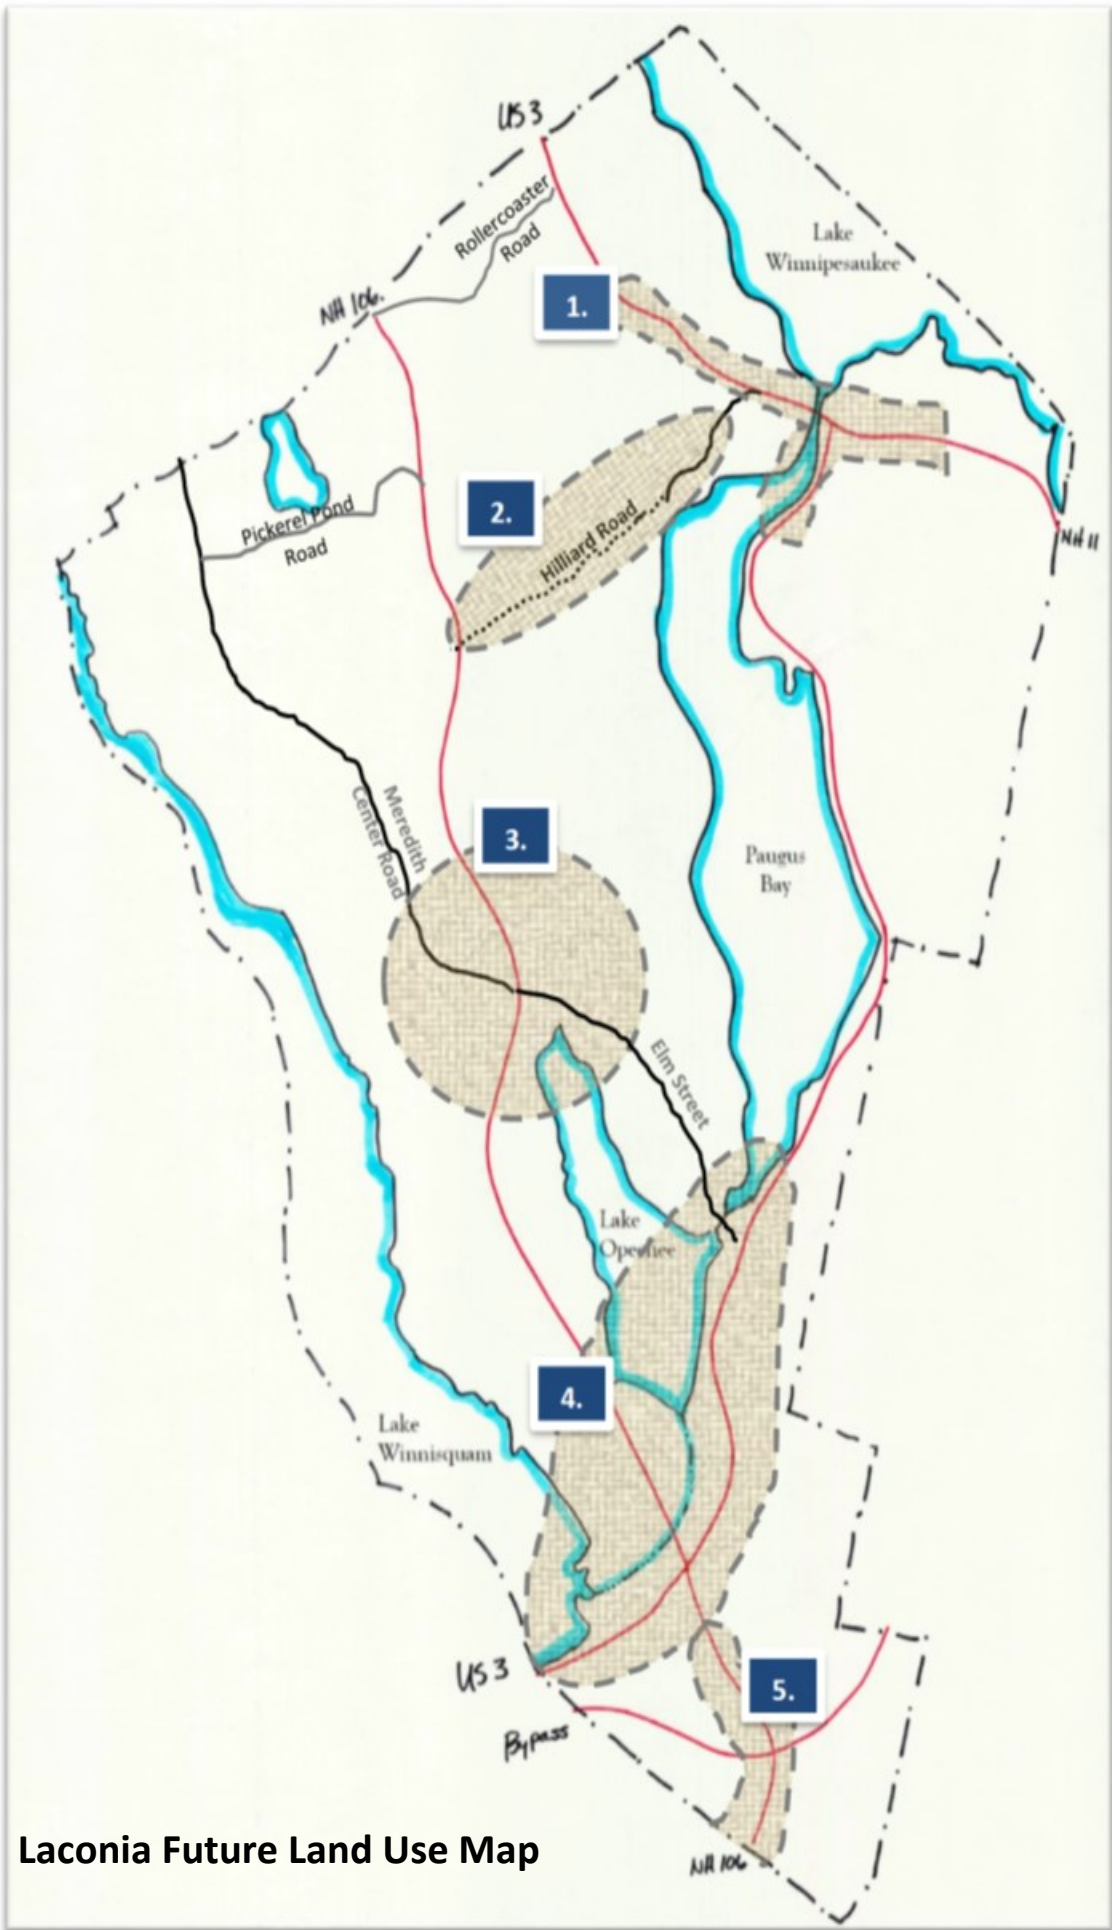 US 3
Rollercoaster
Road
Lake
Winnipesaukee
NH 106.
1.
2.
Pickerel Pond
Road
Hilliard Road
NH 11
Meredith
Center Road
3.
Paugus
Bay
Elm Street
Lake
Opechee
4.
Lake
Winnisquam
US 3
5.
Bypass
Laconia Future Land Use Map
NH 106